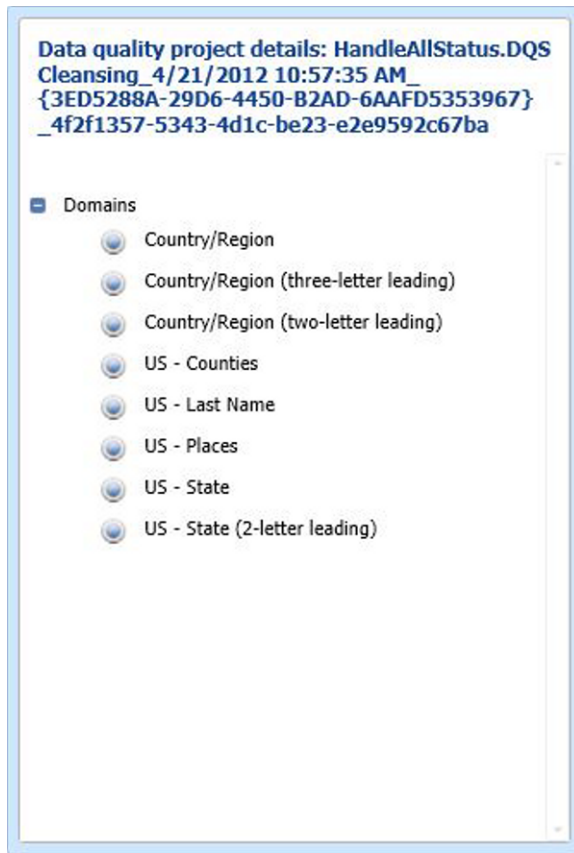 Data quality project details: HandleAllStatus.DQS
Cleansing_4/21/2012 10:57:35 AM_
{3ED5288A-29D6-4450-B2AD-6AAFD5353967}
_4f2f1357-5343-4d1c-be23-e2e9592c67ba
Domains
Country/Region
Country/Region (three-letter leading)
Country/Region (two-letter leading)
US - Counties
US - Last Name
US - Places
US - State
US - State (2-letter leading)